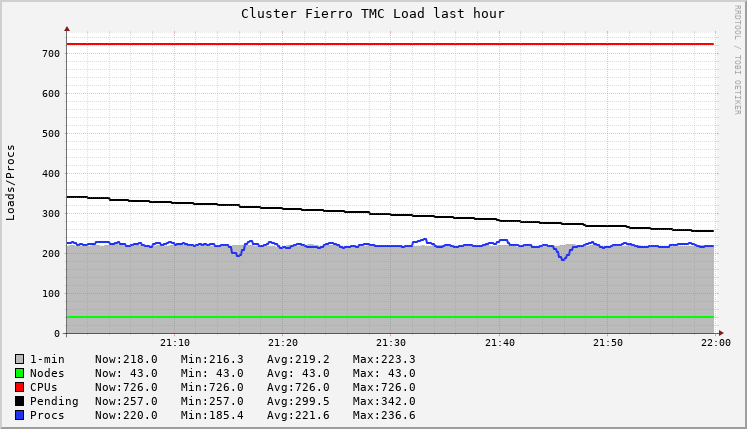 Cluster Fierro TMC Load last hour
RRDTOOL / TOBI OETIKER
Loads/Procs
700
600
500
400
300
200
100
0
21:10 21:20 21:30 21:40 21:50 22:00
1-min Now:218.0 Min:216.3 Avg:219.2 Max:223.3
Nodes Now: 43.0 Min: 43.0 Avg: 43.0 Max: 43.0
CPUs Now:726.0 Min:726.0 Avg:726.0 Max:726.0
Pending Now:257.0 Min:257.0 Avg:299.5 Max:342.0
Procs Now:220.0 Min:185.4 Avg:221.6 Max:236.6